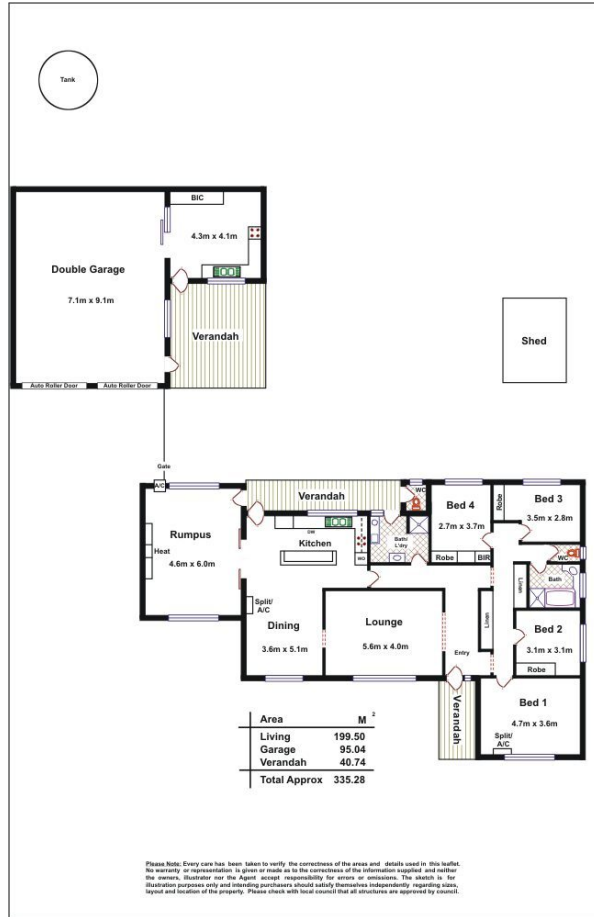 Tank
BIC
4.3m x 4.1m
Double Garage
7.1m x 9.1m
Verandah
Shed
Auto Roller Door
Auto Roller Door
Gate
A/C
Verandah
WC
Bed 4
2.7m x 3.7m
Robe
Bed 3
3.5m x 2.8m
Rumpus
4.6m x 6.0m
Heat
DW
Kitchen
WO
Bath/
L'dry
Robe
BIR
WC
Bath
Linen
Split/
A/C
Dining
3.6m x 5.1m
Lounge
5.6m x 4.0m
Linen
Entry
Bed 2
3.1m x 3.1m
Robe
Verandah
Bed 1
4.7m x 3.6m
Split/
A/C
Area M 2
Living 199.50
Garage 95.04
Verandah 40.74
Total Approx 335.28
Please Note: Every care has been taken to verify the correctness of the areas and details used in this leaflet.
No warranty or representation is given or made as to the correctness of the information supplied and neither
the owners, illustrator nor the Agent accept responsibility for errors or omissions. The sketch is for
illustration purposes only and intending purchasers should satisfy themselves independently regarding sizes,
layout and location of the property. Please check with local council that all structures are approved by council.